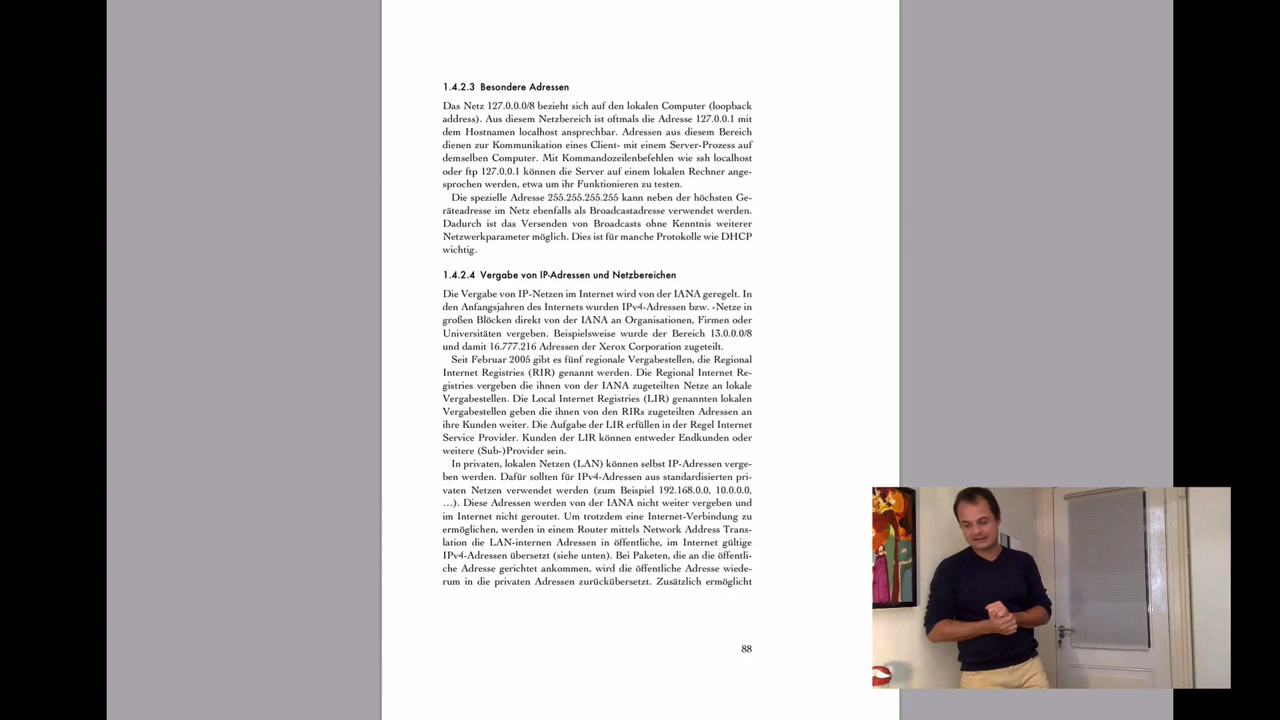 1.4.2.3 Besondere Adressen
Das Netz 127.0.0.0/8 bezieht sich auf den lokalen Computer (loopback
address). Aus diesem Netzbereich ist oftmals die Adresse 127.0.0.1 mit
dem Hostnamen localhost ansprechbar. Adressen aus diesem Bereich
dienen zur Kommunikation eines Client- mit einem Server-Prozess auf
demselben Computer. Mit Kommandozeilenbefehlen wie ssh localhost
oder ftp 127.0.0.1 können die Server auf einem lokalen Rechner ange-
sprochen werden, etwa um ihr Funktionieren zu testen.
Die spezielle Adresse 255.255.255.255 kann neben der höchsten Ge-
räteadresse im Netz ebenfalls als Broadcastadresse verwendet werden.
Dadurch ist das Versenden von Broadcasts ohne Kenntnis weiterer
Netzwerkparameter möglich. Dies ist für manche Protokolle wie DHCP
wichtig.
1.4.2.4 Vergabe von IP-Adressen und Netzbereichen
Die Vergabe von IP-Netzen im Internet wird von der IANA geregelt. In
den Anfangsjahren des Internets wurden IPv4-Adressen bzw. -Netze in
großen Blöcken direkt von der IANA an Organisationen, Firmen oder
Universitäten vergeben. Beispielsweise wurde der Bereich 13.0.0.0/8
und damit 16.777.216 Adressen der Xerox Corporation zugeteilt.
Seit Februar 2005 gibt es fünf regionale Vergabestellen, die Regional
Internet Registries (RIR) genannt werden. Die Regional Internet Re-
gistries vergeben die ihnen von der IANA zugeteilten Netze an lokale
Vergabestellen. Die Local Internet Registries (LIR) genannten lokalen
Vergabestellen geben die ihnen von den RIRs zugeteilten Adressen an
ihre Kunden weiter. Die Aufgabe der LIR erfüllen in der Regel Internet
Service Provider. Kunden der LIR können entweder Endkunden oder
weitere (Sub-)Provider sein.
In privaten, lokalen Netzen (LAN) können selbst IP-Adressen verge-
ben werden. Dafür sollten für IPv4-Adressen aus standardisierten pri-
vaten Netzen verwendet werden (zum Beispiel 192.168.0.0, 10.0.0.0,
…). Diese Adressen werden von der IANA nicht weiter vergeben und
im Internet nicht geroutet. Um trotzdem eine Internet-Verbindung zu
ermöglichen, werden in einem Router mittels Network Address Trans-
lation die LAN-internen Adressen in öffentliche, im Internet gültige
IPv4-Adressen übersetzt (siehe unten). Bei Paketen, die an die öffentli-
che Adresse gerichtet ankommen, wird die öffentliche Adresse wiede-
rum in die privaten Adressen zurückübersetzt. Zusätzlich ermöglicht
88